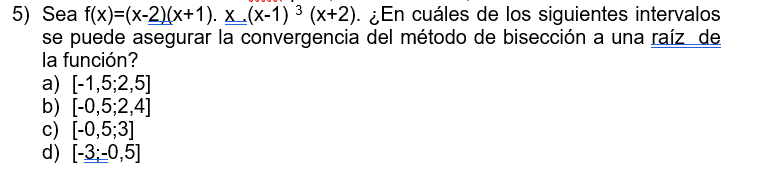 5) Sea f(x)=(x-2)(x+1). x .(x-1) ³ (x+2). ¿En cuáles de los siguientes intervalos
se puede asegurar la convergencia del método de bisección a una raíz de
la función?
a) [-1,5;2,5]
b) [-0,5;2,4]
c) [-0,5;3]
d) [-3;-0,5]